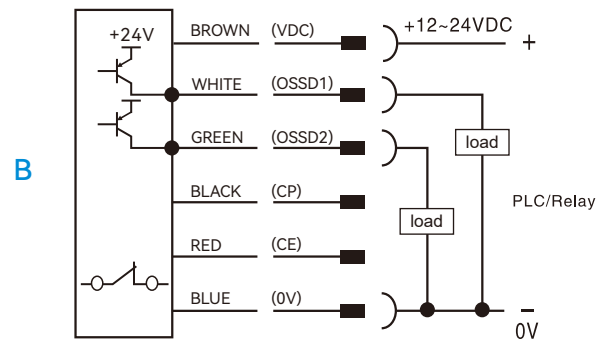 +24V
BROWN (VDC) +12~24VDC +
WHITE (OSSD1)
load
GREEN (OSSD2)
B
BLACK (CP)
PLC/Relay
load
RED (CE)
BLUE (0V) −
0V